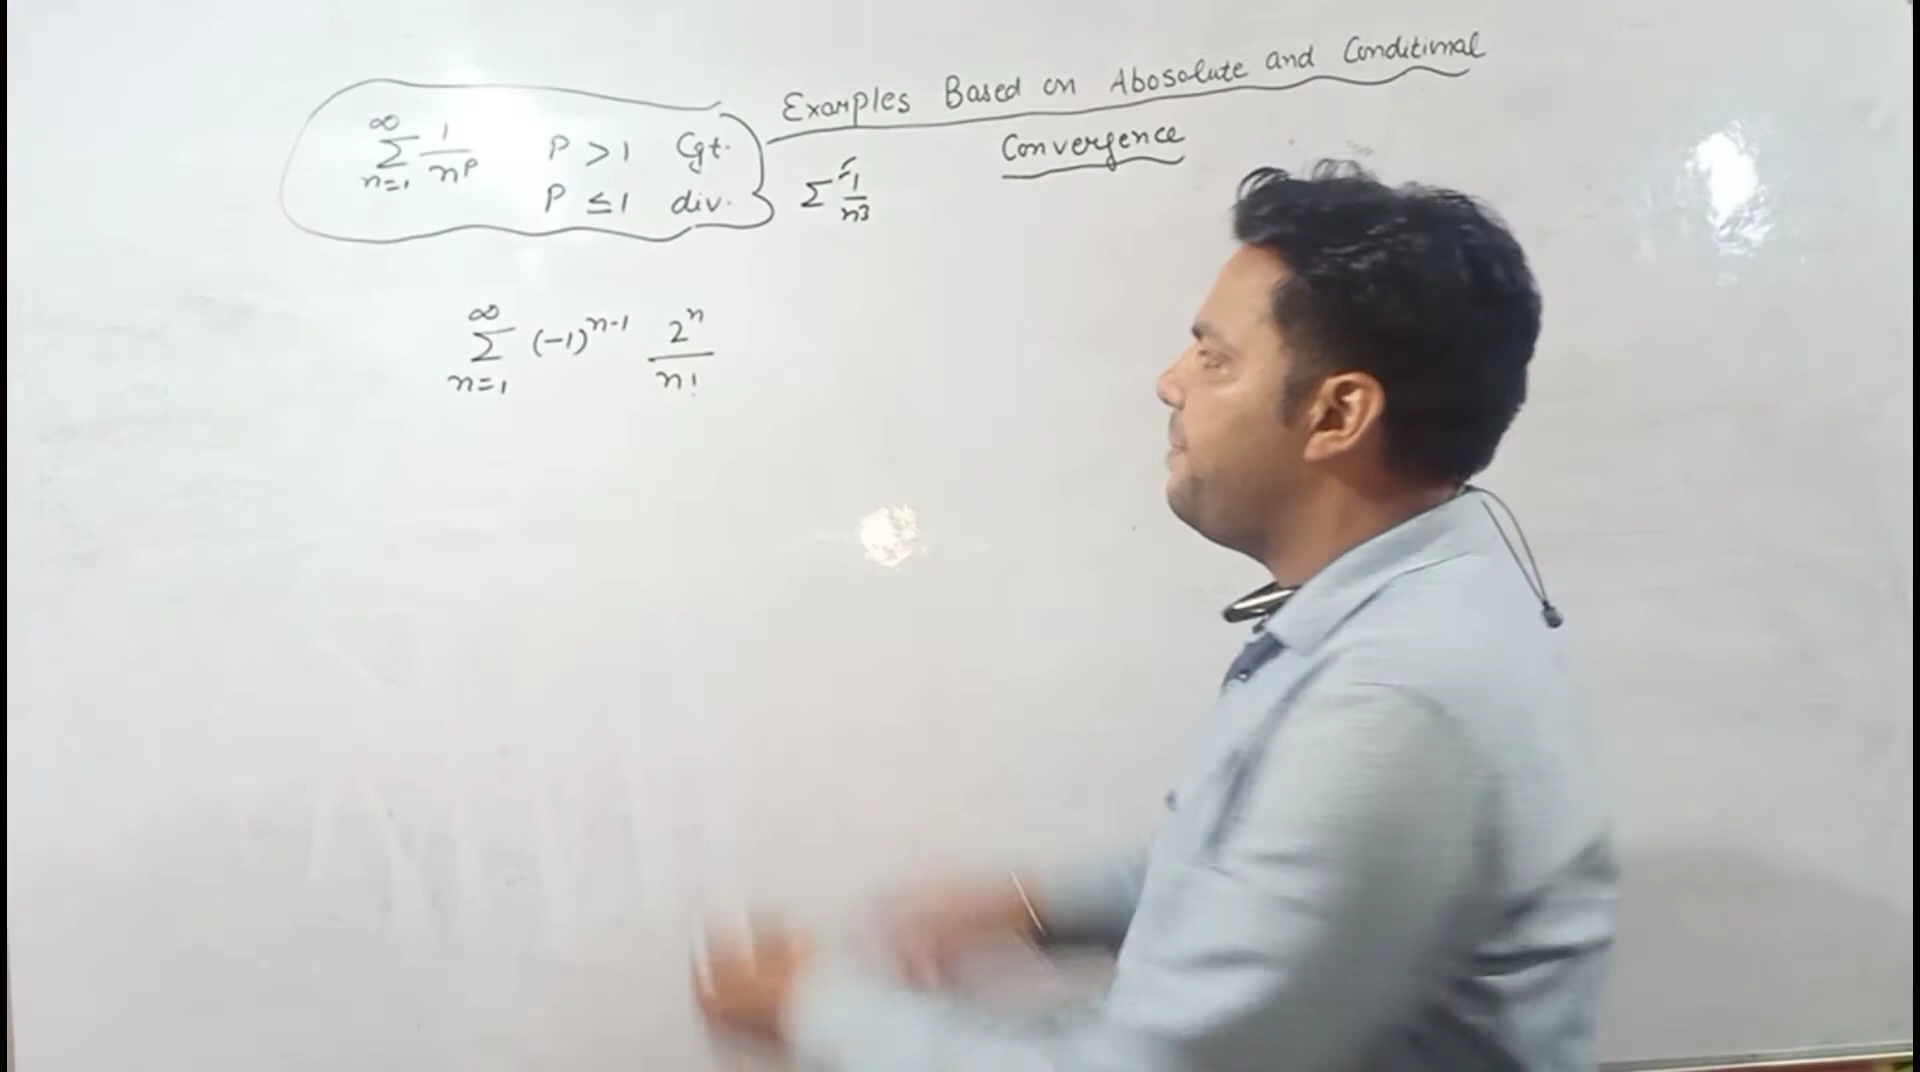 Examples Based on Abosolute and Conditional
Convergence
∞ Σ n=1 1/n^p P > 1 Cgt.
P ≤ 1 div.
Σ 1/n³
∞ Σ n=1 (-1)^(n-1) 2^n/n!